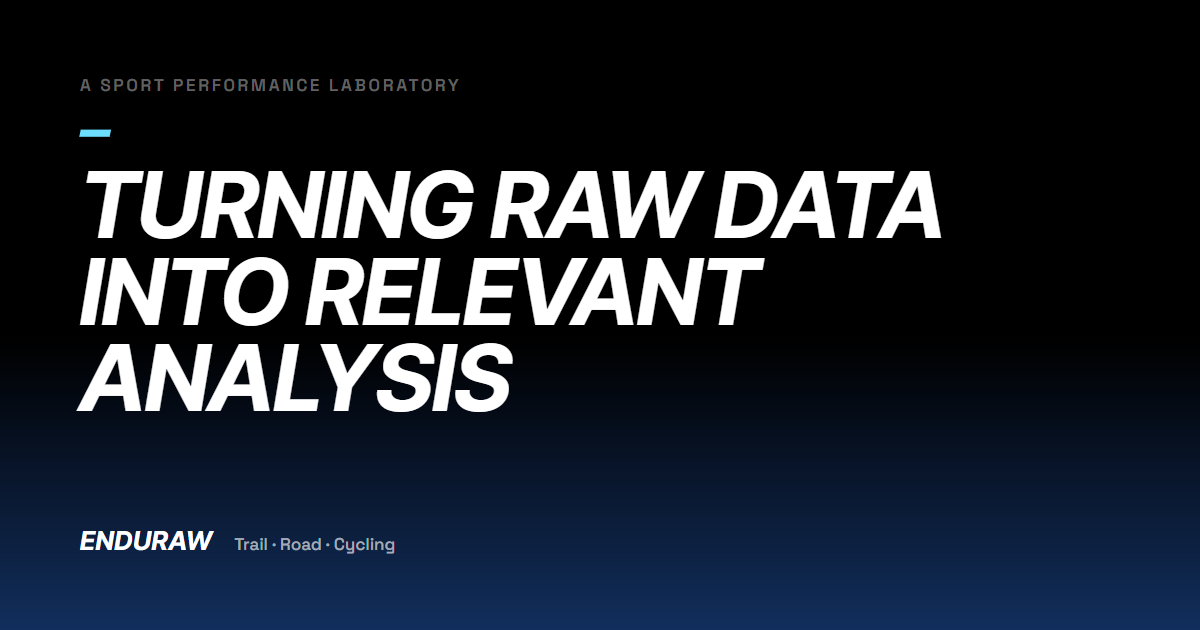 A SPORT PERFORMANCE LABORATORY
TURNING RAW DATA
INTO RELEVANT
ANALYSIS
ENDURAW Trail · Road · Cycling